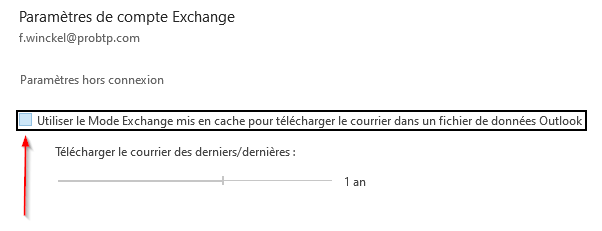 Paramètres de compte Exchange
f.winckel@probtp.com
Paramètres hors connexion
Utiliser le Mode Exchange mis en cache pour télécharger le courrier dans un fichier de données Outlook
Télécharger le courrier des derniers/dernières :
1 an